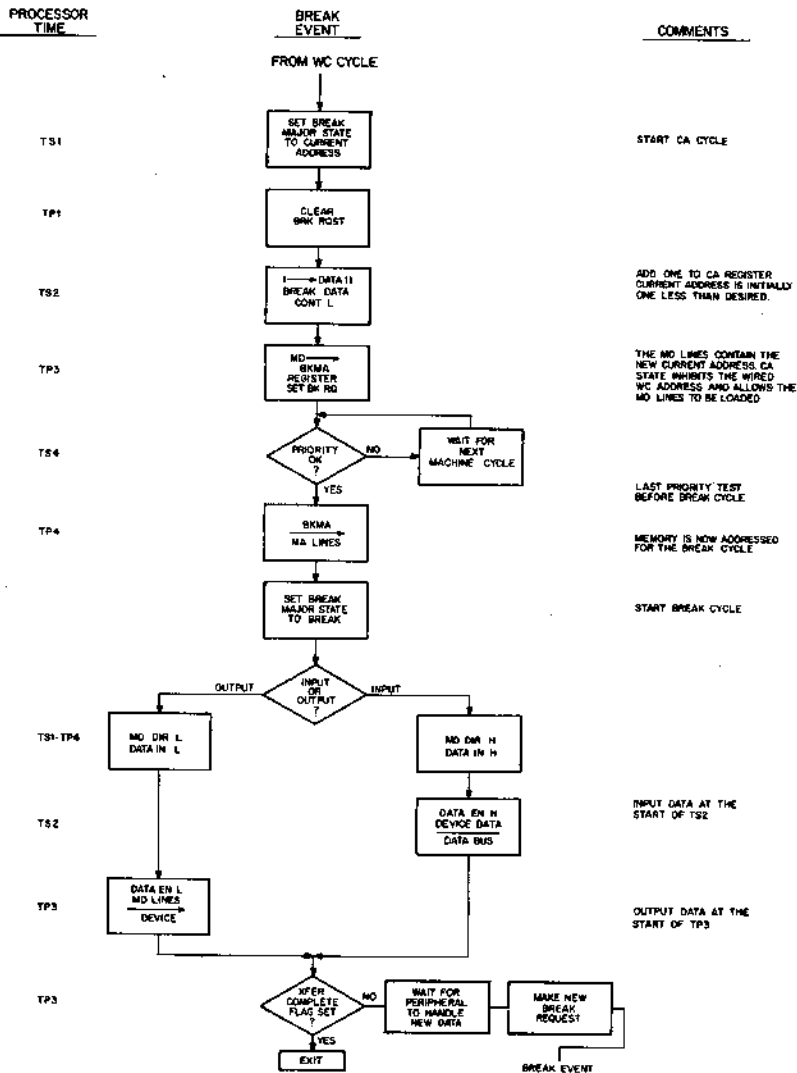 PROCESSOR
TIME
BREAK
EVENT
COMMENTS
FROM WC CYCLE
TS1
SET BREAK
MAJOR STATE
TO CURRENT
ADDRESS
START CA CYCLE
TP1
CLEAR
BRK RQST
TS2
1 → DATA 11
BREAK DATA
CONT L
ADD ONE TO CA REGISTER
CURRENT ADDRESS IS INITIALLY
ONE LESS THAN DESIRED.
TP3
MD →
BKMA
REGISTER
SET BK RQ
THE MD LINES CONTAIN THE
NEW CURRENT ADDRESS. CA
STATE INHIBITS THE WIRED
WC ADDRESS AND ALLOWS THE
MD LINES TO BE LOADED
TS4
PRIORITY
OK
?
NO
WAIT FOR
NEXT
MACHINE CYCLE
YES
LAST PRIORITY TEST
BEFORE BREAK CYCLE
TP4
BKMA
→
MA LINES
MEMORY IS NOW ADDRESSED
FOR THE BREAK CYCLE
SET BREAK
MAJOR STATE
TO BREAK
START BREAK CYCLE
OUTPUT
INPUT
OR
OUTPUT
?
INPUT
TS1-TP4
MD DIR L
DATA IN L
MD DIR H
DATA IN H
TS2
DATA EN H
DEVICE DATA
DATA BUS
INPUT DATA AT THE
START OF TS2
TP3
DATA EN L
MD LINES
→
DEVICE
OUTPUT DATA AT THE
START OF TP3
TP3
XFER
COMPLETE
FLAG SET
?
NO
WAIT FOR
PERIPHERAL
TO HANDLE
NEW DATA
MAKE NEW
BREAK
REQUEST
YES
EXIT
BREAK EVENT